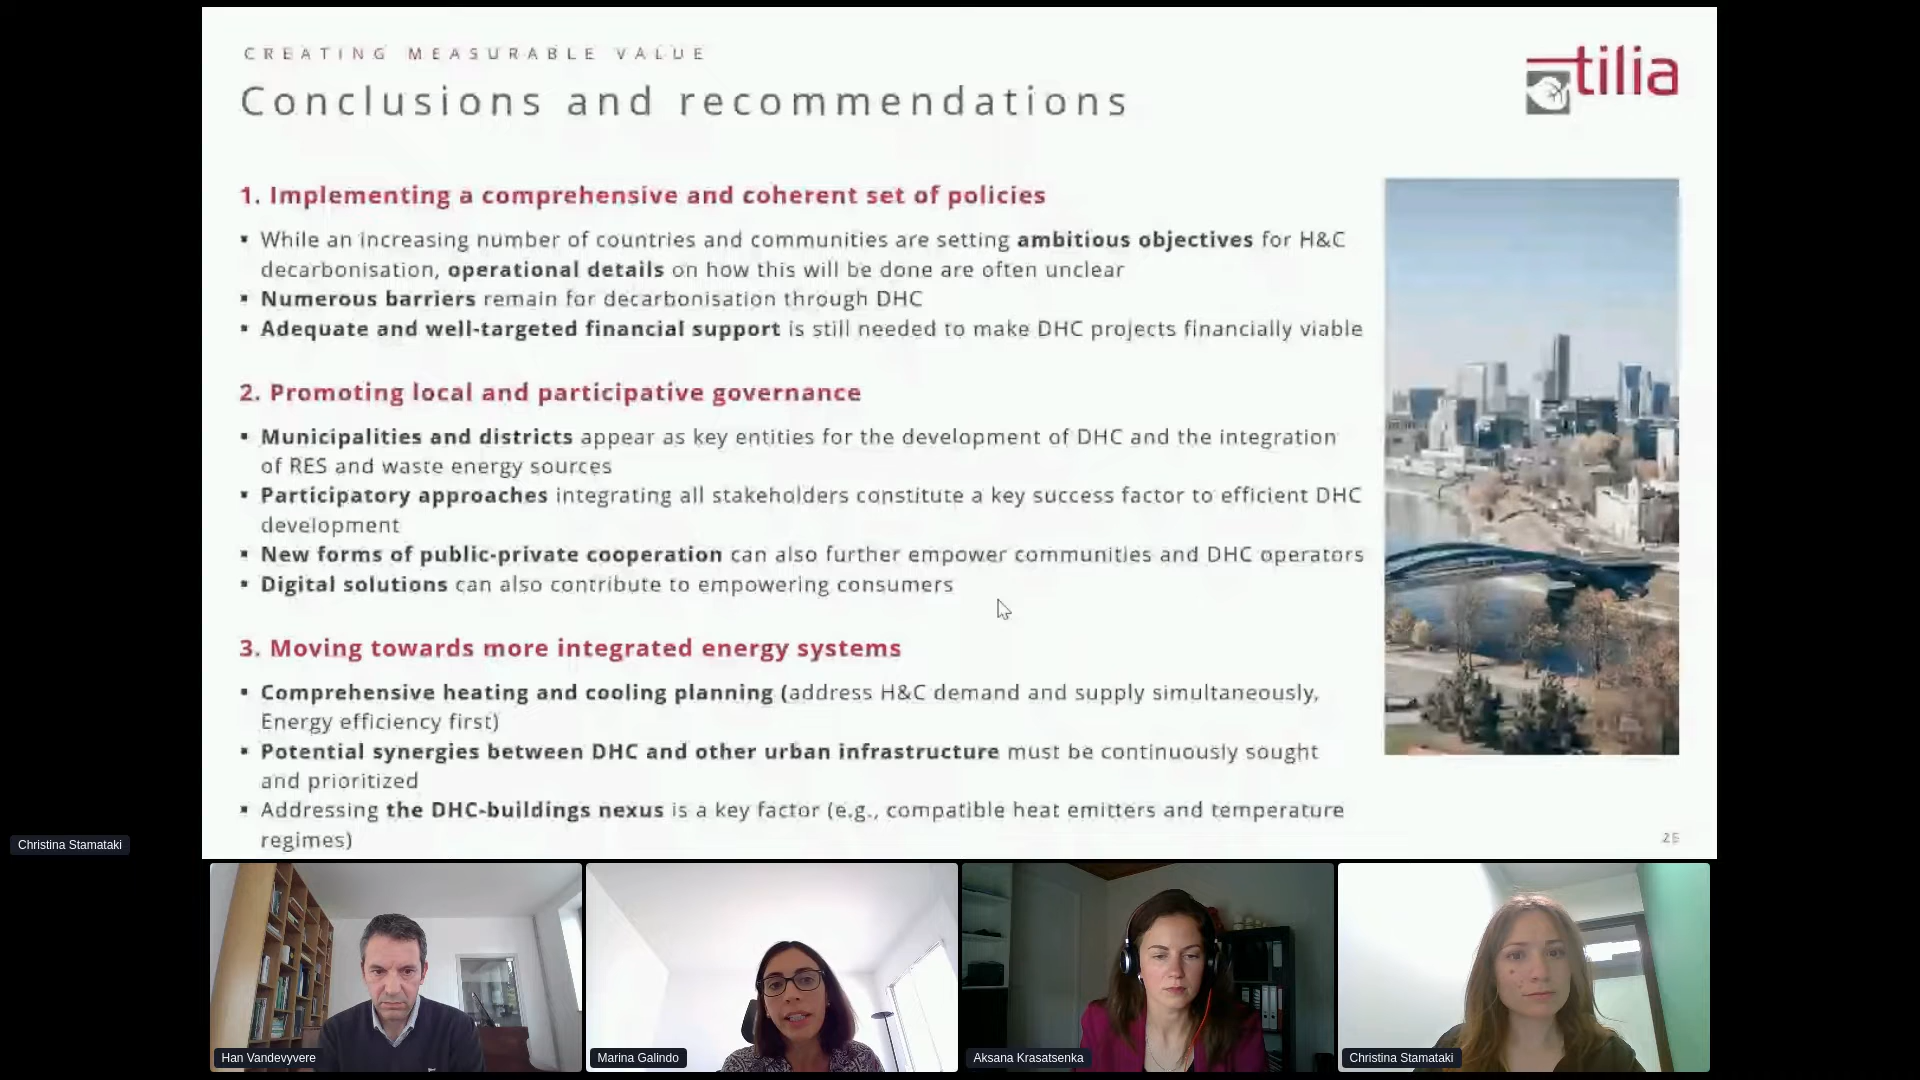 CREATING MEASURABLE VALUE
Conclusions and recommendations
tilia
1. Implementing a comprehensive and coherent set of policies
▪ While an increasing number of countries and communities are setting ambitious objectives for H&C
decarbonisation, operational details on how this will be done are often unclear
▪ Numerous barriers remain for decarbonisation through DHC
▪ Adequate and well-targeted financial support is still needed to make DHC projects financially viable
2. Promoting local and participative governance
▪ Municipalities and districts appear as key entities for the development of DHC and the integration
of RES and waste energy sources
▪ Participatory approaches integrating all stakeholders constitute a key success factor to efficient DHC
development
▪ New forms of public-private cooperation can also further empower communities and DHC operators
▪ Digital solutions can also contribute to empowering consumers
3. Moving towards more integrated energy systems
▪ Comprehensive heating and cooling planning (address H&C demand and supply simultaneously,
Energy efficiency first)
▪ Potential synergies between DHC and other urban infrastructure must be continuously sought
and prioritized
▪ Addressing the DHC-buildings nexus is a key factor (e.g., compatible heat emitters and temperature
regimes)
Christina Stamataki
Han Vandevyvere
Marina Galindo
Aksana Krasatsenka
Christina Stamataki